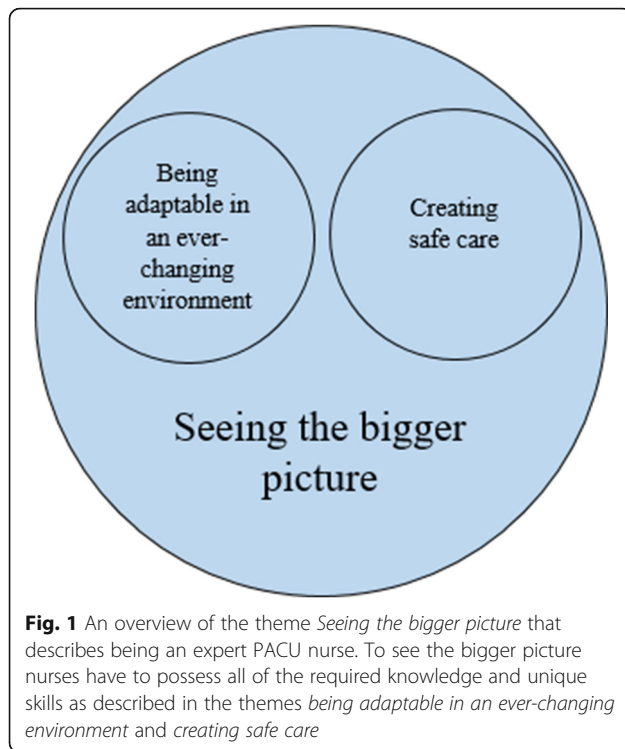 Being
adaptable in
an ever-
changing
environment
Creating
safe care
Seeing the bigger
picture
Fig. 1 An overview of the theme Seeing the bigger picture that
describes being an expert PACU nurse. To see the bigger picture
nurses have to possess all of the required knowledge and unique
skills as described in the themes being adaptable in an ever-changing
environment and creating safe care